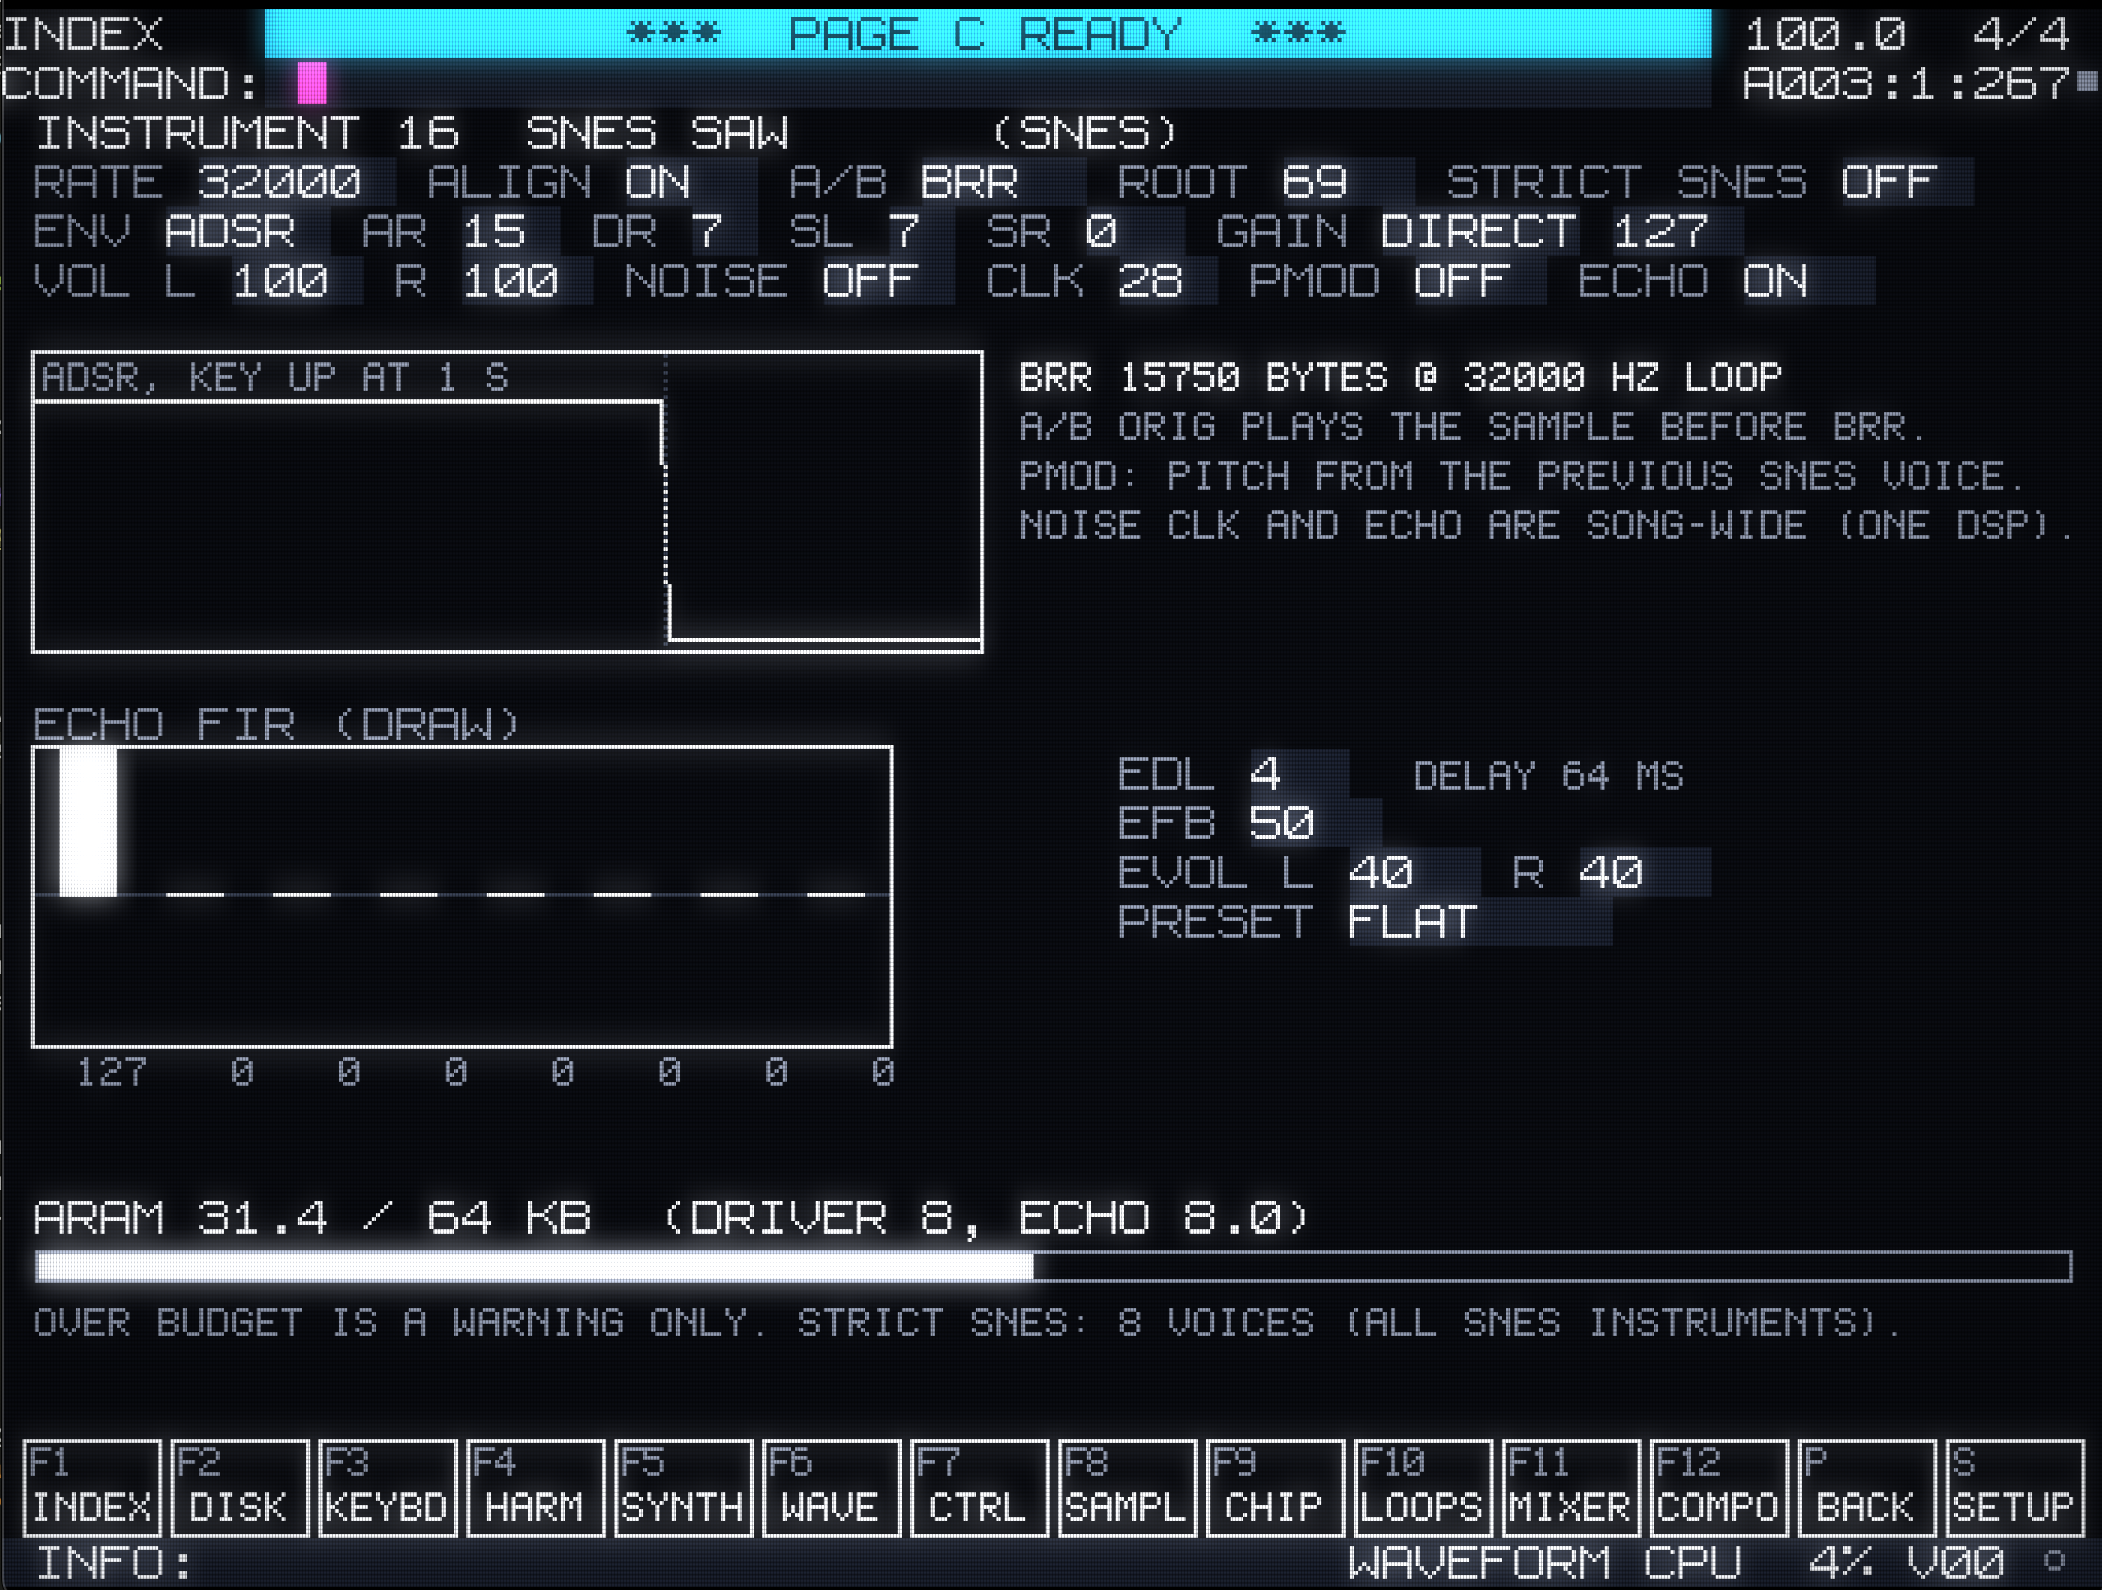 INDEX *** PAGE C READY *** 100.0 4/4
COMMAND: A003:1:267
INSTRUMENT 16 SNES SAW (SNES)
RATE 32000 ALIGN ON A/B BRR ROOT 69 STRICT SNES OFF
ENV ADSR AR 15 DR 7 SL 7 SR 0 GAIN DIRECT 127
VOL L 100 R 100 NOISE OFF CLK 28 PMOD OFF ECHO ON
ADSR, KEY UP AT 1 S
BRR 15750 BYTES @ 32000 HZ LOOP
A/B ORIG PLAYS THE SAMPLE BEFORE BRR.
PMOD: PITCH FROM THE PREVIOUS SNES VOICE.
NOISE CLK AND ECHO ARE SONG-WIDE (ONE DSP).
ECHO FIR (DRAW)
127 0 0 0 0 0 0 0
EDL 4 DELAY 64 MS
EFB 50
EVOL L 40 R 40
PRESET FLAT
ARAM 31.4 / 64 KB (DRIVER 8, ECHO 8.0)
OVER BUDGET IS A WARNING ONLY. STRICT SNES: 8 VOICES (ALL SNES INSTRUMENTS).
F1 F2 F3 F4 F5 F6 F7 F8 F9 F10 F11 F12 P S
INDEX DISK KEYBD HARM SYNTH WAVE CTRL SAMPL CHIP LOOPS MIXER COMPO BACK SETUP
INFO: WAVEFORM CPU 4% V00